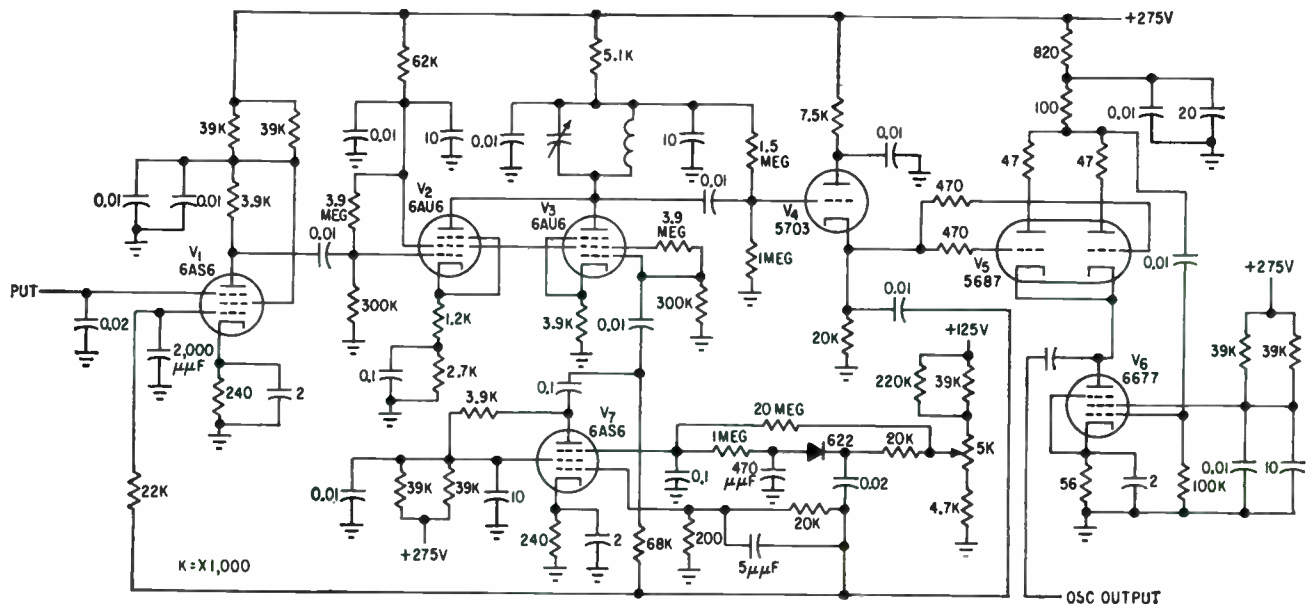 +275V
62K
5.1K
820
100
0.01
20
39K
39K
0.01
10
0.01
10
1.5 MEG
7.5K
0.01
47
47
0.01
0.01
3.9K
3.9 MEG
V2
6AU6
V3
6AU6
3.9 MEG
0.01
V4
5703
470
470
V5
5687
0.01
V1
6AS6
0.01
300K
1.2K
3.9K
0.01
300K
1MEG
20K
0.01
+275V
PUT
0.02
2,000 μμF
240
2
0.1
2.7K
0.1
+125V
220K
39K
V6
6677
39K
39K
3.9K
V7
6AS6
20 MEG
1MEG
622
20K
5K
22K
0.01
39K
39K
10
0.1
470 μμF
0.02
4.7K
56
2
100K
0.01
10
+275V
240
2
68K
200
20K
5μμF
K=X1,000
OSC OUTPUT